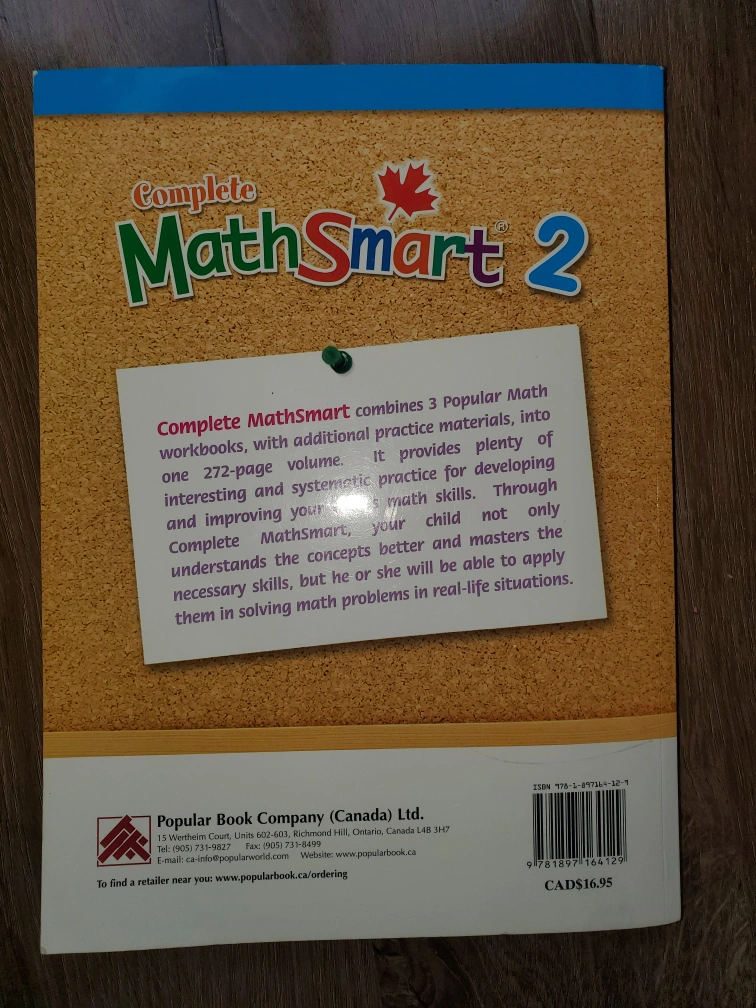 Complete
MathSmart® 2
Complete MathSmart combines 3 Popular Math
workbooks, with additional practice materials, into
one 272-page volume. It provides plenty of
interesting and systematic practice for developing
and improving your math skills. Through
Complete MathSmart, your child not only
understands the concepts better and masters the
necessary skills, but he or she will be able to apply
them in solving math problems in real-life situations.
Popular Book Company (Canada) Ltd.
15 Wertheim Court, Units 602-603, Richmond Hill, Ontario, Canada L4B 3H7
Tel: (905) 731-9827 Fax: (905) 731-8499
E-mail: ca-info@popularworld.com Website: www.popularbook.ca
To find a retailer near you: www.popularbook.ca/ordering
ISBN 978-1-897164-12-9
9 781897 164129
CAD$16.95